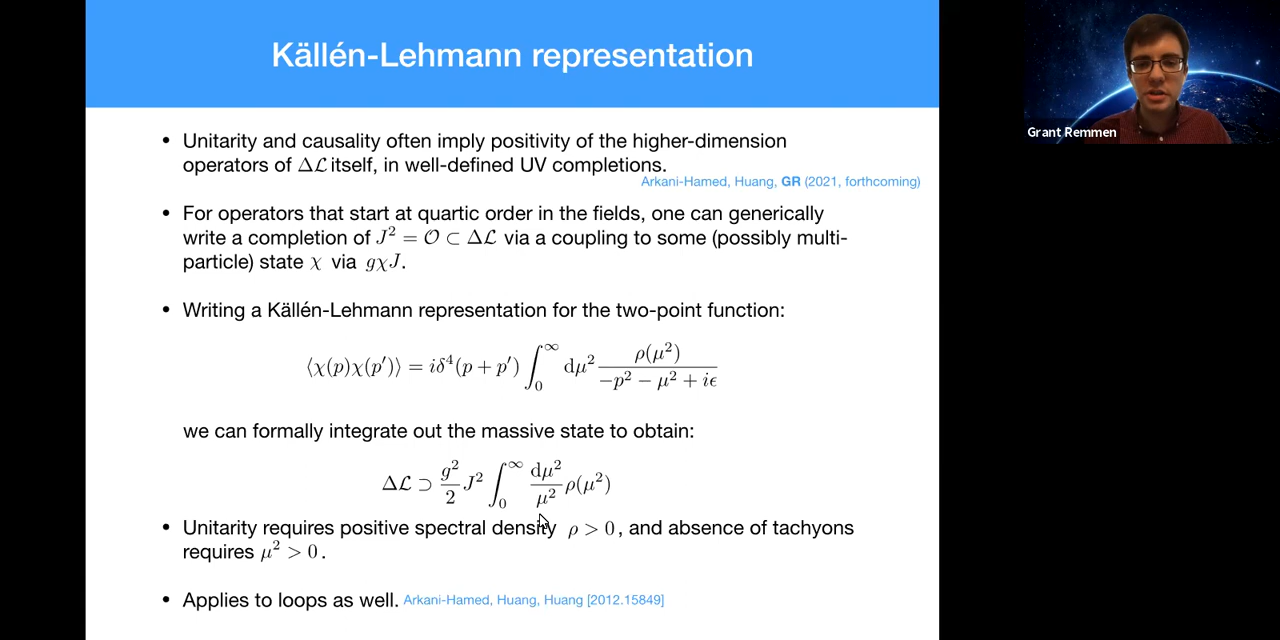 Källén-Lehmann representation
Grant Remmen
• Unitarity and causality often imply positivity of the higher-dimension
operators of Δℒ itself, in well-defined UV completions.
Arkani-Hamed, Huang, GR (2021, forthcoming)
• For operators that start at quartic order in the fields, one can generically
write a completion of J² = 𝒪 ⊂ Δℒ via a coupling to some (possibly multi-
particle) state χ via gχJ.
• Writing a Källén-Lehmann representation for the two-point function:
⟨χ(p)χ(p′)⟩ = iδ⁴(p + p′) ∫₀^∞ dμ² ρ(μ²) / (−p² − μ² + iϵ)
we can formally integrate out the massive state to obtain:
Δℒ ⊃ g²/2 J² ∫₀^∞ dμ²/μ² ρ(μ²)
• Unitarity requires positive spectral density ρ > 0, and absence of tachyons
requires μ² > 0.
• Applies to loops as well. Arkani-Hamed, Huang, Huang [2012.15849]